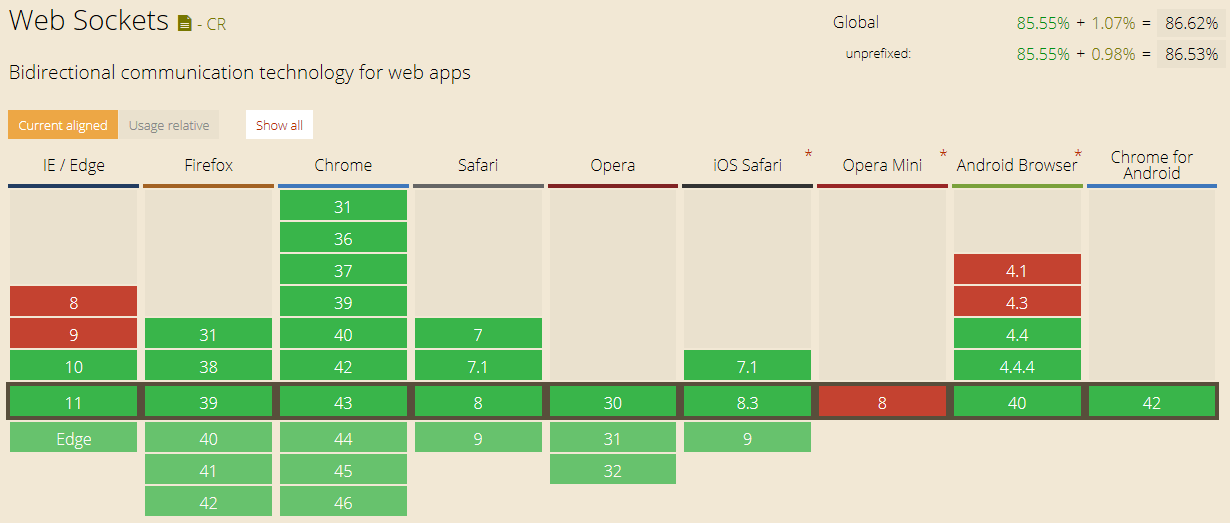 Web Sockets - CR
Global 85.55% + 1.07% = 86.62%
unprefixed: 85.55% + 0.98% = 86.53%
Bidirectional communication technology for web apps
Current aligned Usage relative Show all
IE / Edge Firefox Chrome Safari Opera iOS Safari * Opera Mini * Android Browser * Chrome for Android
31
36
37 4.1
8 39 4.3
9 31 40 7 4.4
10 38 42 7.1 7.1 4.4.4
11 39 43 8 30 8.3 8 40 42
Edge 40 44 9 31 9
41 45 32
42 46